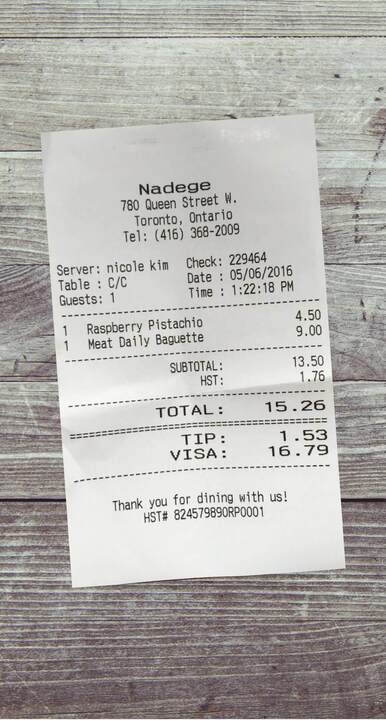 Nadege
780 Queen Street W.
Toronto, Ontario
Tel: (416) 368-2009
Server: nicole kim Check: 229464
Table : C/C Date : 05/06/2016
Guests: 1 Time : 1:22:18 PM
1 Raspberry Pistachio 4.50
1 Meat Daily Baguette 9.00
SUBTOTAL: 13.50
HST: 1.76
TOTAL: 15.26
TIP: 1.53
VISA: 16.79
Thank you for dining with us!
HST# 824579890RP0001